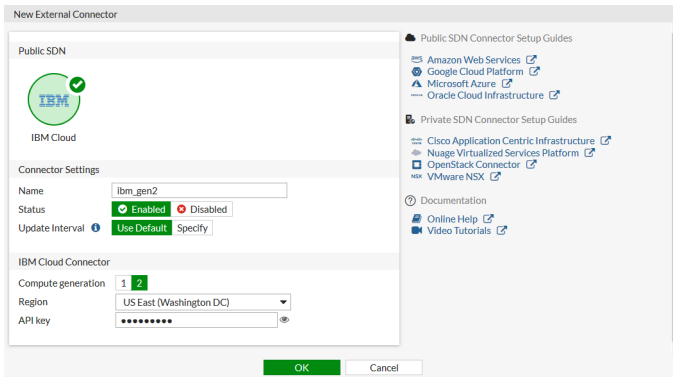 New External Connector
Public SDN
IBM
IBM Cloud
Connector Settings
Name ibm_gen2
Status Enabled Disabled
Update Interval Use Default Specify
IBM Cloud Connector
Compute generation 1 2
Region US East (Washington DC)
API key •••••••••
Public SDN Connector Setup Guides
aws Amazon Web Services
Google Cloud Platform
Microsoft Azure
Oracle Cloud Infrastructure
Private SDN Connector Setup Guides
Cisco Application Centric Infrastructure
Nuage Virtualized Services Platform
OpenStack Connector
NSX VMware NSX
Documentation
Online Help
Video Tutorials
OK Cancel